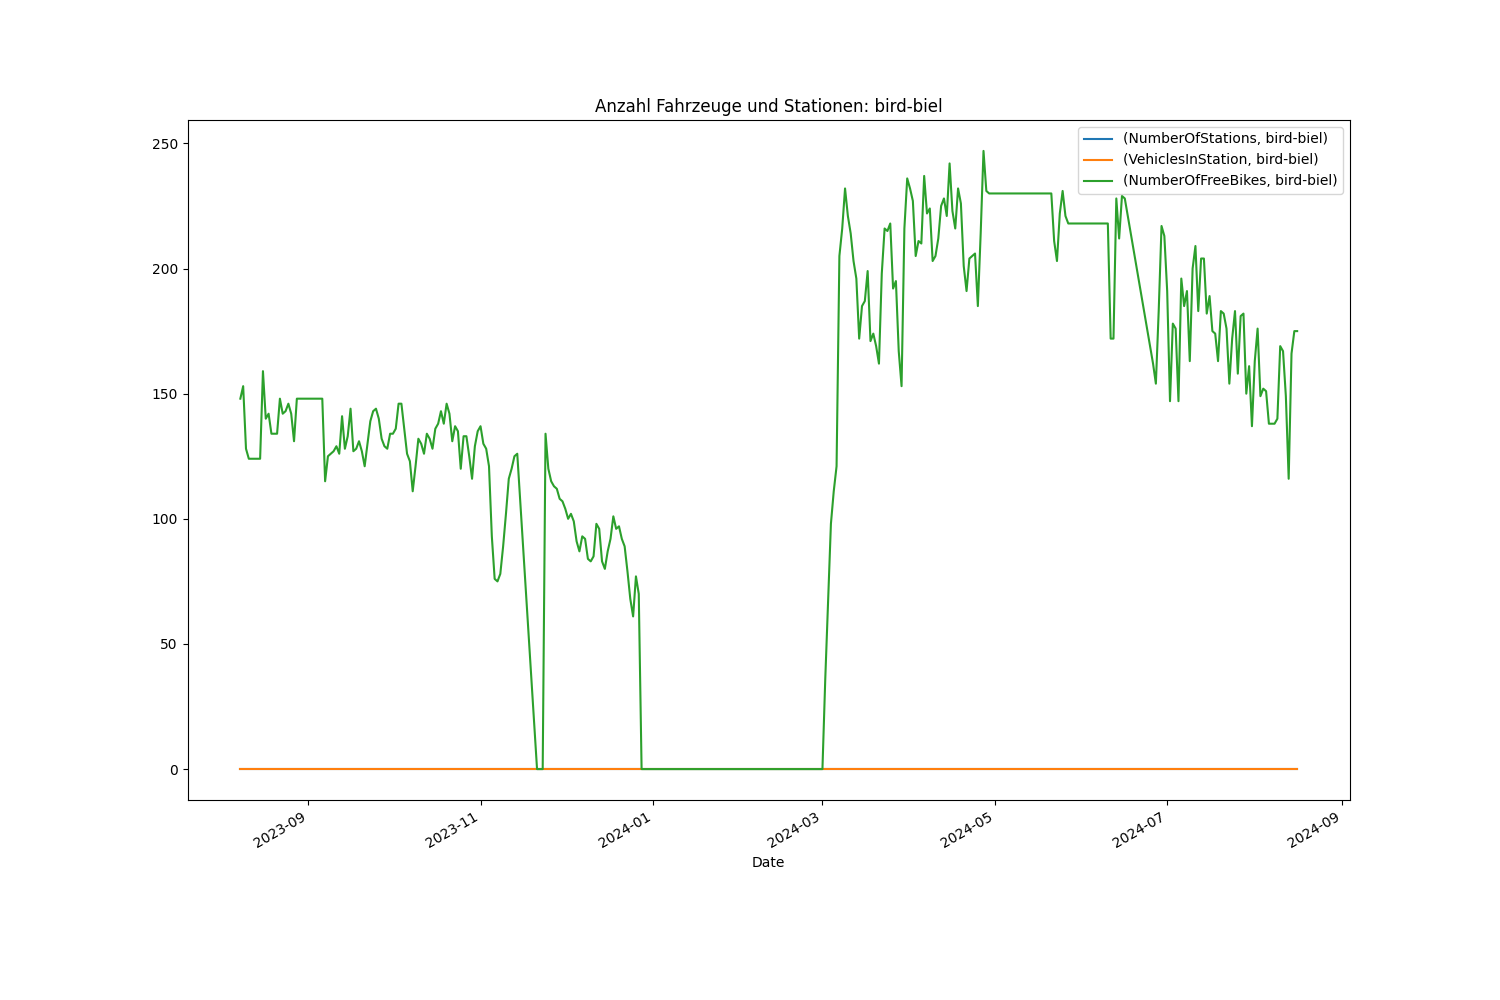 Anzahl Fahrzeuge und Stationen: bird-biel
(NumberOfStations, bird-biel)
(VehiclesInStation, bird-biel)
(NumberOfFreeBikes, bird-biel)
250
200
150
100
50
0
2023-09
2023-11
2024-01
2024-03
2024-05
2024-07
2024-09
Date